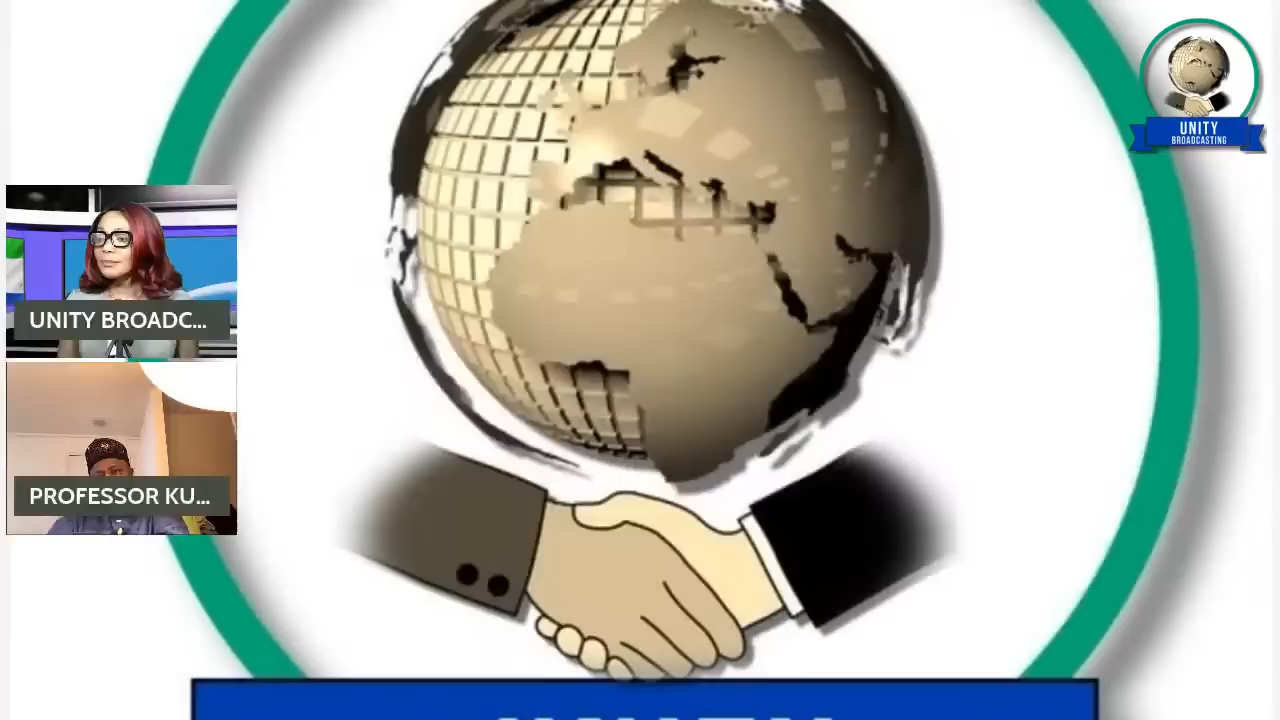 UNITY
BROADCASTING
UNITY BROADC...
PROFESSOR KU...